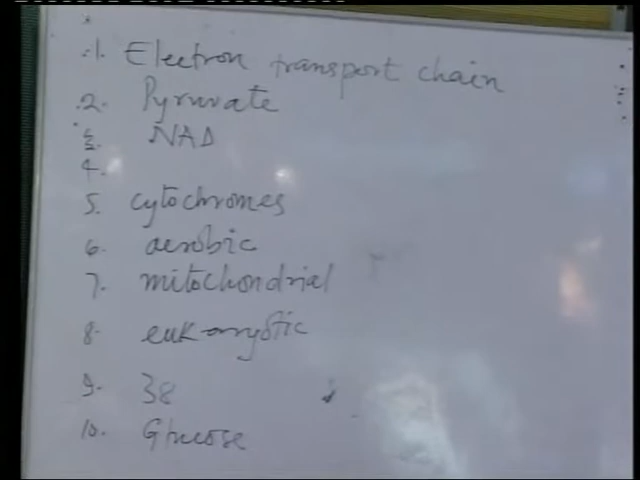 1. Electron transport chain
2. Pyruvate
3. NAD
4.
5. cytochromes
6. aerobic
7. mitochondrial
8. eukaryotic
9. 38
10. Glucose